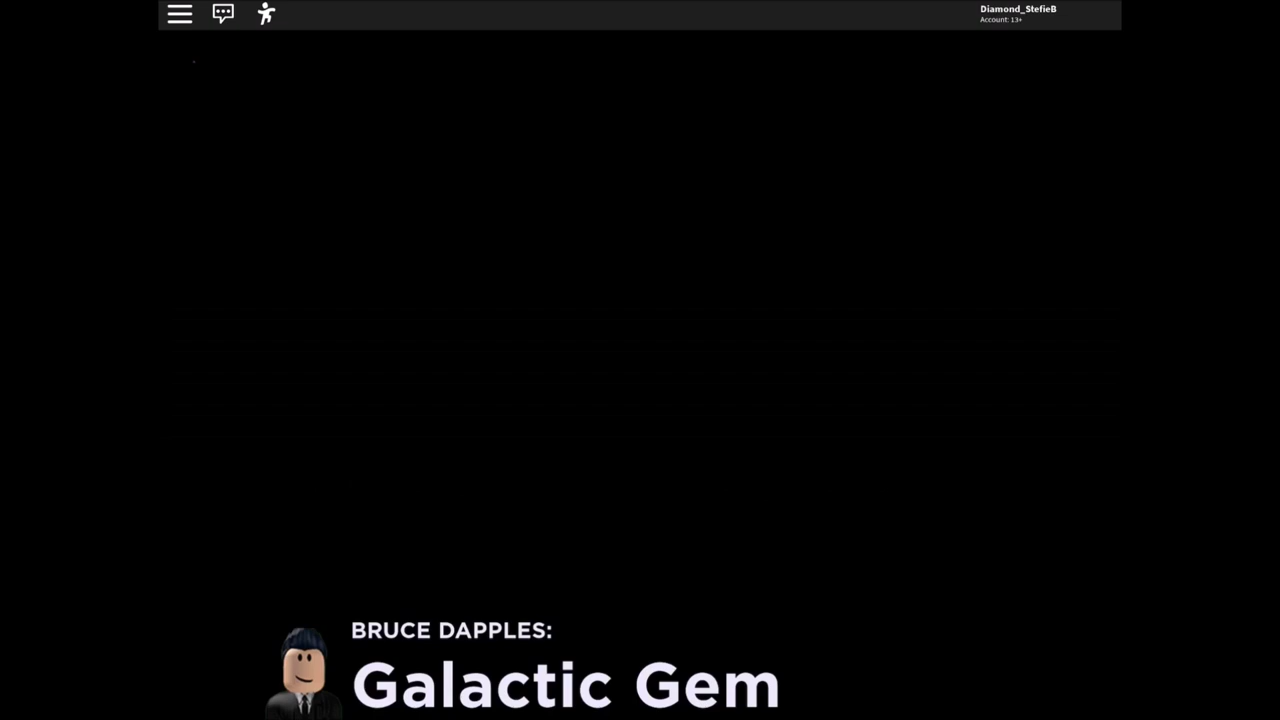 Diamond_StefieB
Account: 13+
BRUCE DAPPLES:
Galactic Gem